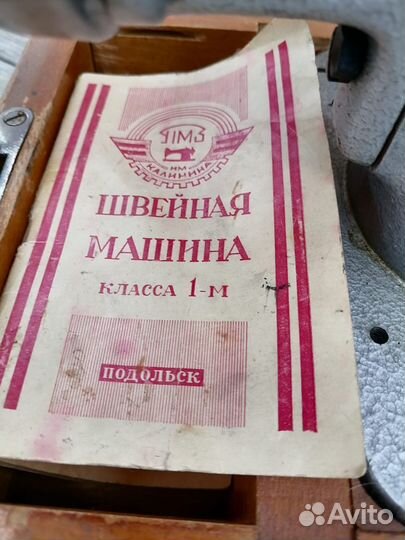 ПМЗ
ИМ
КАЛИНИНА
ШВЕЙНАЯ
МАШИНА
КЛАССА 1-М
ПОДОЛЬСК
Avito